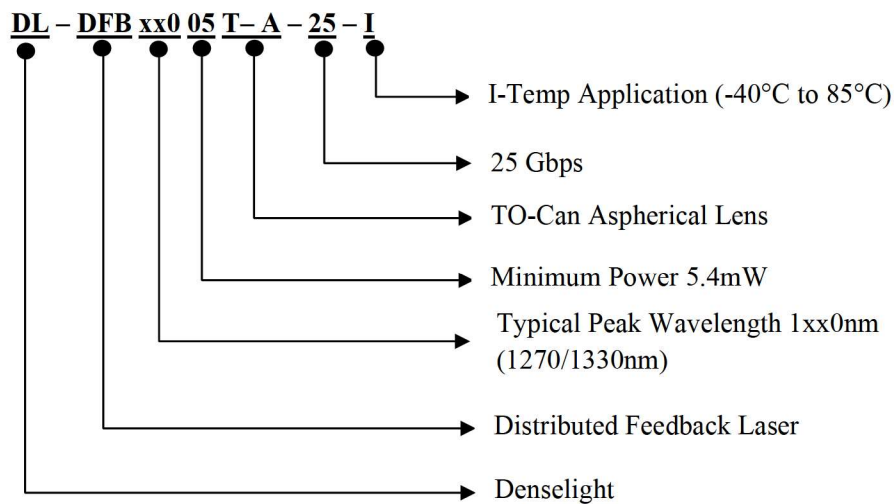 DL – DFB xx0 05 T– A – 25 – I
I-Temp Application (-40°C to 85°C)
25 Gbps
TO-Can Aspherical Lens
Minimum Power 5.4mW
Typical Peak Wavelength 1xx0nm
(1270/1330nm)
Distributed Feedback Laser
Denselight